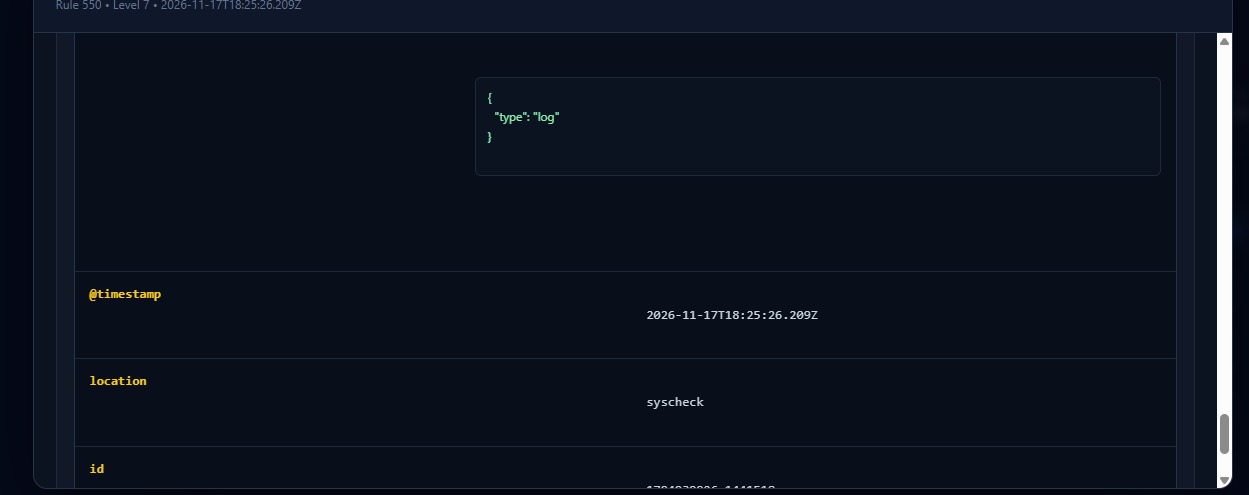 Rule 550 • Level 7 • 2026-11-17T18:25:26.209Z
{
"type": "log"
}
@timestamp
2026-11-17T18:25:26.209Z
location
syscheck
id